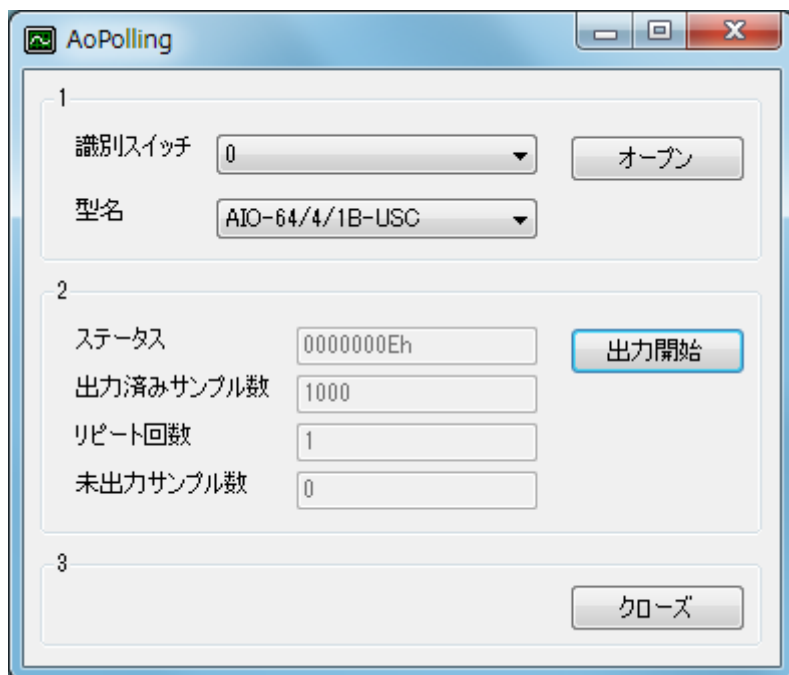 AoPolling
1
識別スイッチ 0 オープン
型名 AIO-64/4/1B-USC
2
ステータス 0000000Eh 出力開始
出力済みサンプル数 1000
リピート回数 1
未出力サンプル数 0
3
クローズ